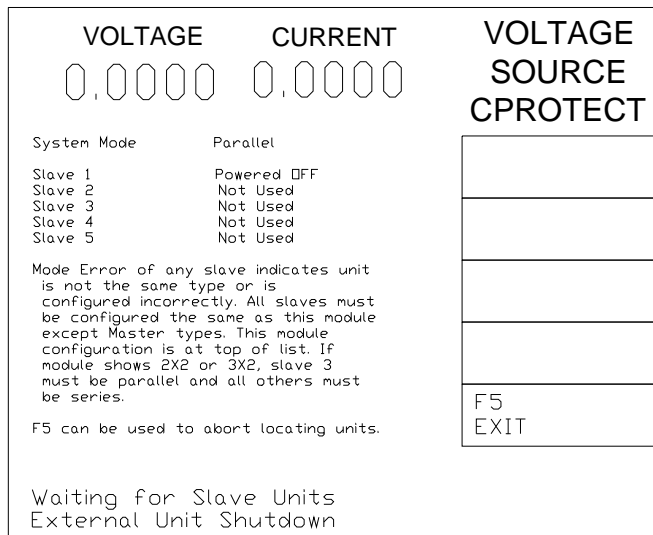 VOLTAGE CURRENT
0.0000 0.0000
VOLTAGE
SOURCE
CPROTECT
System Mode Parallel
Slave 1 Powered OFF
Slave 2 Not Used
Slave 3 Not Used
Slave 4 Not Used
Slave 5 Not Used
Mode Error of any slave indicates unit
is not the same type or is
configured incorrectly. All slaves must
be configured the same as this module
except Master types. This module
configuration is at top of list. If
module shows 2X2 or 3X2, slave 3
must be parallel and all others must
be series.
F5 can be used to abort locating units.
F5
EXIT
Waiting for Slave Units
External Unit Shutdown